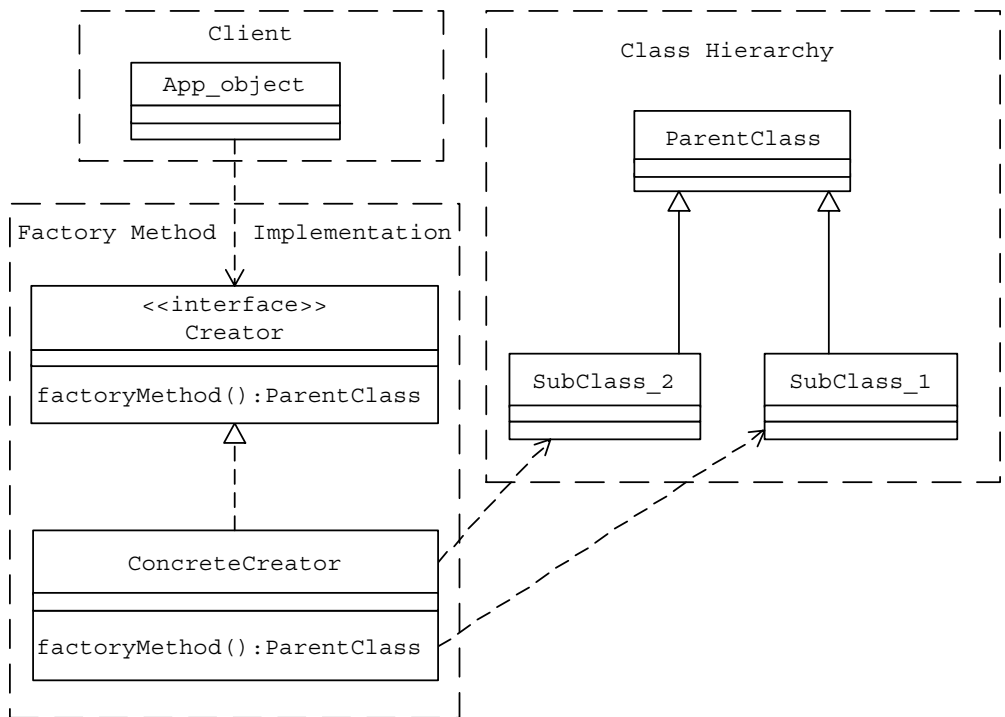 Client
App_object
Class Hierarchy
ParentClass
Factory Method Implementation
<<interface>>
Creator
factoryMethod():ParentClass
SubClass_2
SubClass_1
ConcreteCreator
factoryMethod():ParentClass